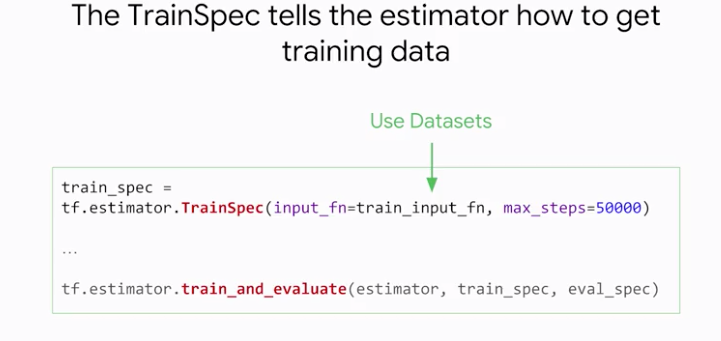 The TrainSpec tells the estimator how to get
training data
Use Datasets
train_spec =
tf.estimator.TrainSpec(input_fn=train_input_fn, max_steps=50000)
...
tf.estimator.train_and_evaluate(estimator, train_spec, eval_spec)